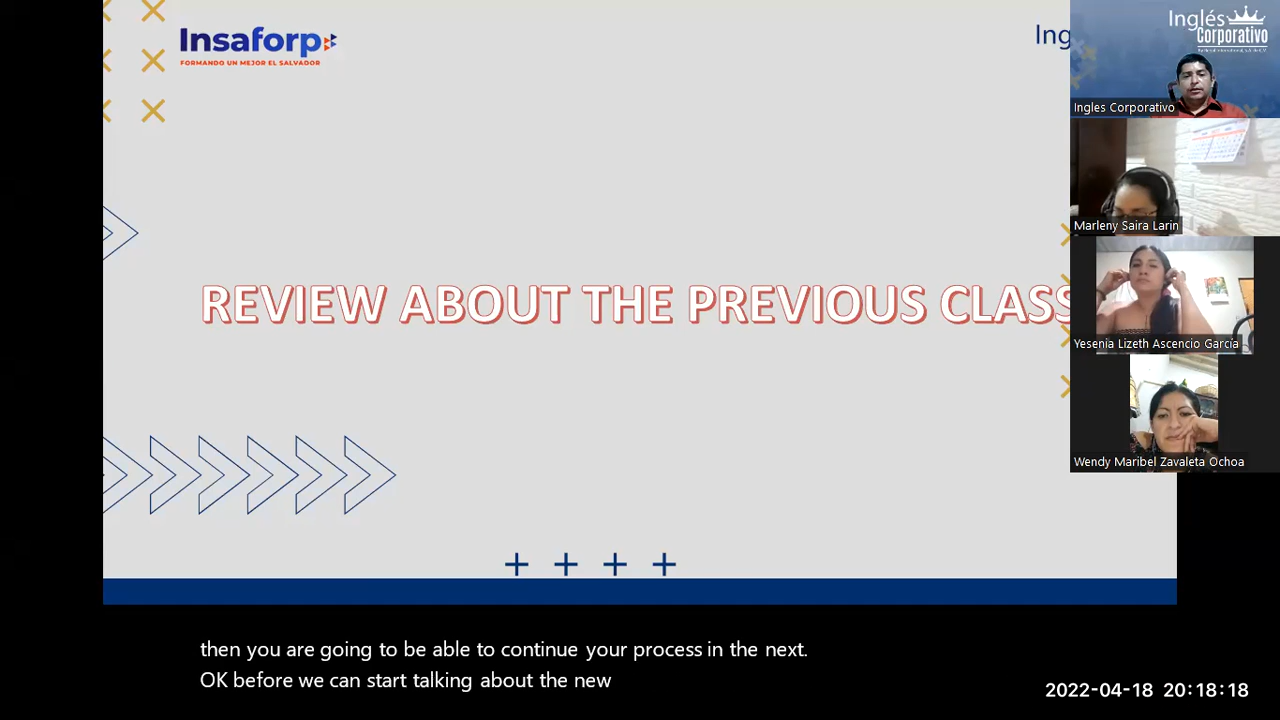 Insaforp
FORMANDO UN MEJOR EL SALVADOR
Ing
Inglés
Corporativo
Ingles Corporativo
Marleny Saira Larin
REVIEW ABOUT THE PREVIOUS CLASS
Yesenia Lizeth Ascencio García
Wendy Maribel Zavaleta Ochoa
then you are going to be able to continue your process in the next.
OK before we can start talking about the new
2022-04-18 20:18:18